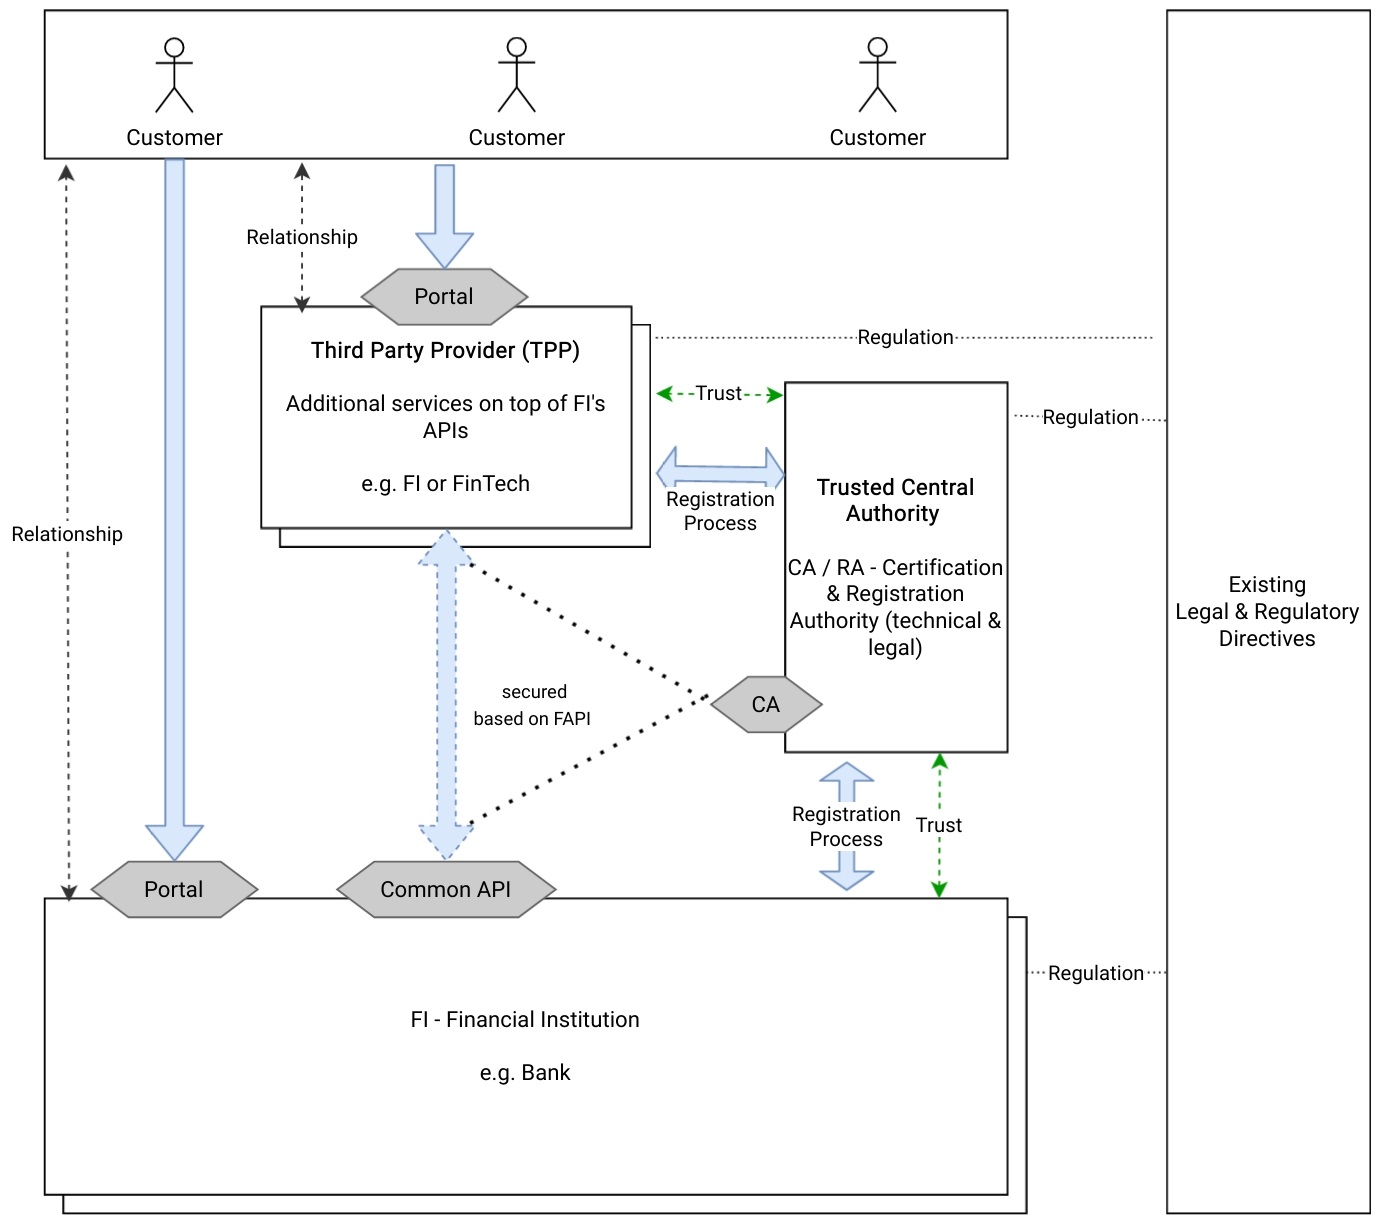 Customer
Customer
Customer
Relationship
Portal
Third Party Provider (TPP)
Regulation
Additional services on top of FI's
APIs
Trust
Regulation
e.g. FI or FinTech
Registration
Process
Trusted Central
Authority
Relationship
CA / RA - Certification
& Registration
Authority (technical &
legal)
Existing
Legal & Regulatory
Directives
secured
based on FAPI
CA
Registration
Process
Trust
Portal
Common API
Regulation
FI - Financial Institution
e.g. Bank